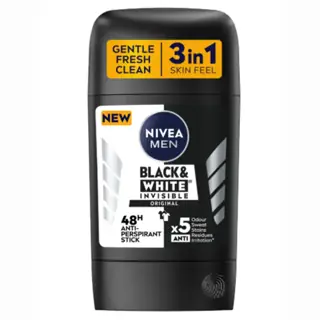 GENTLE
FRESH
CLEAN
3in1
SKIN FEEL
NEW
NIVEA
MEN
BLACK&
WHITE
INVISIBLE
ORIGINAL
48H
ANTI-
PERSPIRANT
STICK
x5
ANTI
Odour
Sweat
Stains
Residues
Irritation*